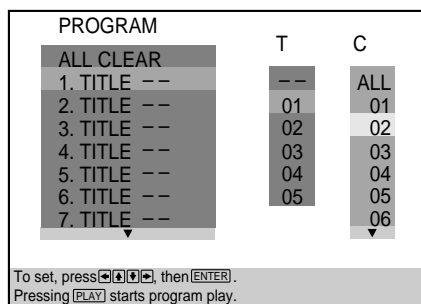 PROGRAM
T C
ALL CLEAR
1. TITLE – – – – ALL
2. TITLE – – 01 01
3. TITLE – – 02 02
4. TITLE – – 03 03
5. TITLE – – 04 04
6. TITLE – – 05 05
7. TITLE – – 06
To set, press ←↑↓→, then ENTER.
Pressing PLAY starts program play.